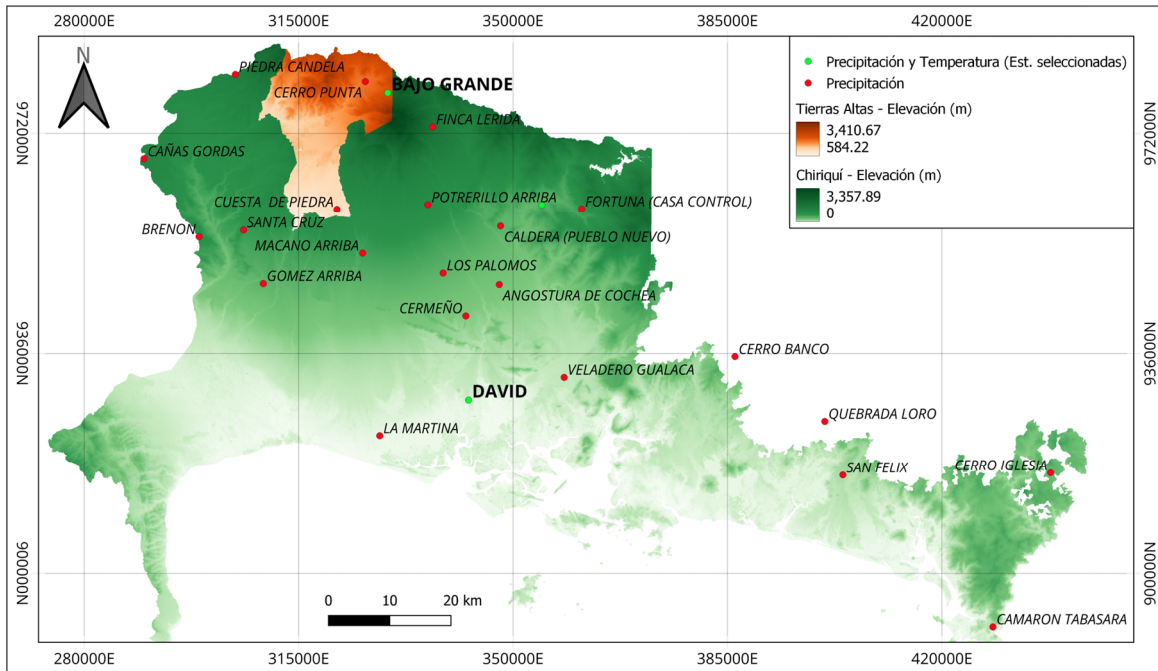 280000E 315000E 350000E 385000E 420000E
N
Precipitación y Temperatura (Est. seleccionadas)
Precipitación
Tierras Altas - Elevación (m)
3,410.67
584.22
Chiriquí - Elevación (m)
3,357.89
0
PIEDRA CANDELA
CERRO PUNTA
BAJO GRANDE
FINCA LERIDA
972000N 972000N
CAÑAS GORDAS
CUESTA DE PIEDRA
POTRERILLO ARRIBA
FORTUNA (CASA CONTROL)
BRENON
SANTA CRUZ
CALDERA (PUEBLO NUEVO)
MACANO ARRIBA
LOS PALOMOS
GOMEZ ARRIBA
ANGOSTURA DE COCHEA
CERMEÑO
936000N 936000N
CERRO BANCO
VELADERO GUALACA
DAVID
LA MARTINA
QUEBRADA LORO
SAN FELIX
CERRO IGLESIA
900000N 900000N
0 10 20 km
CAMARON TABASARA
280000E 315000E 350000E 385000E 420000E